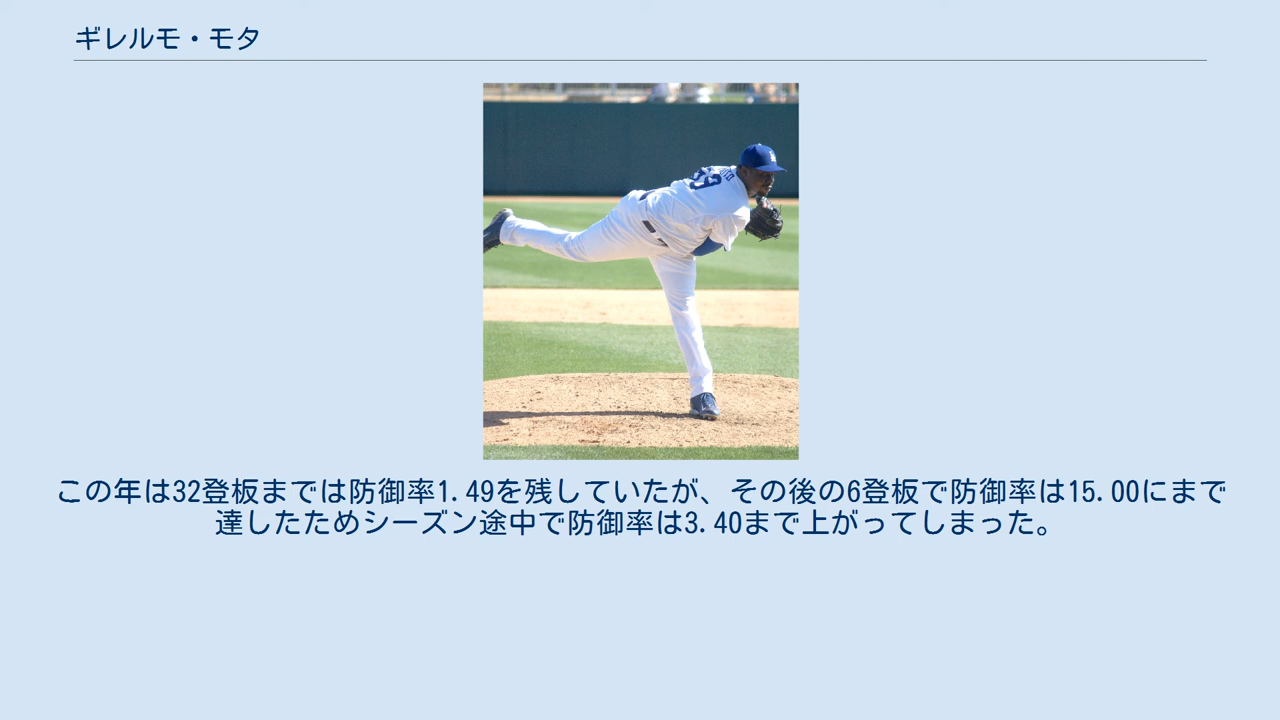 ギレルモ・モタ
この年は32登板までは防御率1.49を残していたが、その後の6登板で防御率は15.00にまで
達したためシーズン途中で防御率は3.40まで上がってしまった。